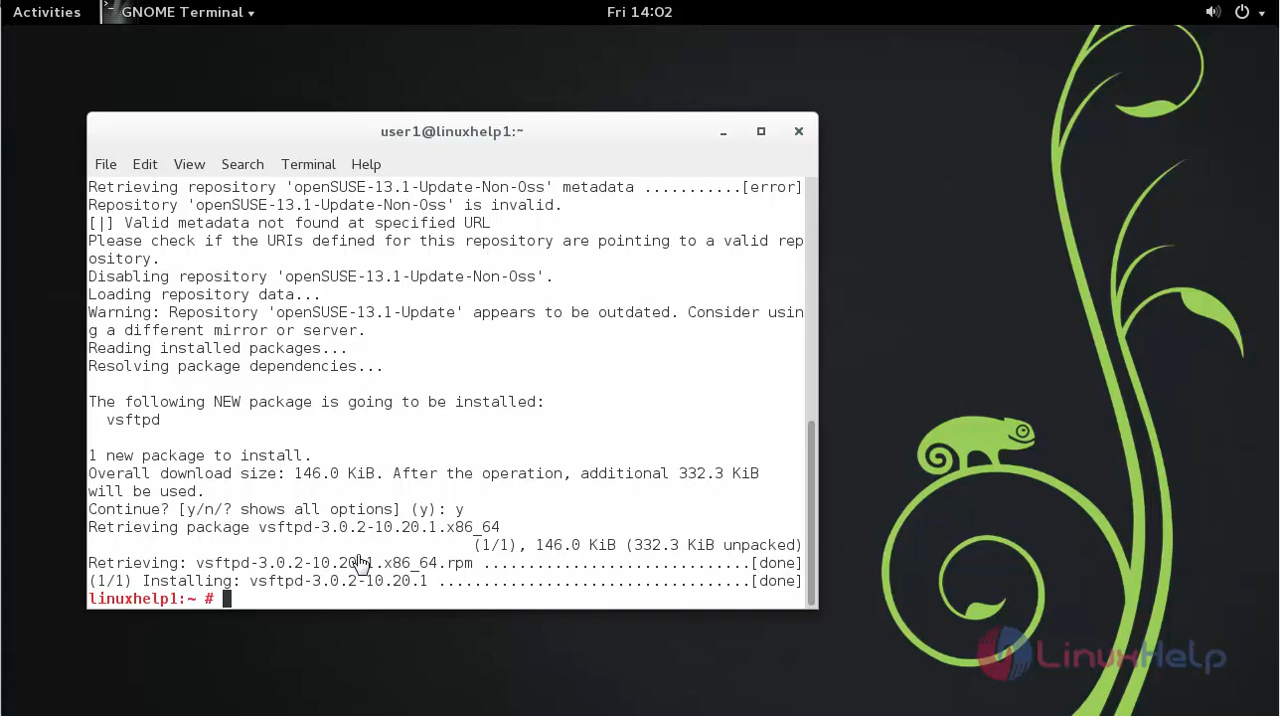 Activities GNOME Terminal Fri 14:02
user1@linuxhelp1:~
File Edit View Search Terminal Help
Retrieving repository 'openSUSE-13.1-Update-Non-Oss' metadata ...........[error]
Repository 'openSUSE-13.1-Update-Non-Oss' is invalid.
[|] Valid metadata not found at specified URL
Please check if the URIs defined for this repository are pointing to a valid rep
ository.
Disabling repository 'openSUSE-13.1-Update-Non-Oss'.
Loading repository data...
Warning: Repository 'openSUSE-13.1-Update' appears to be outdated. Consider usin
g a different mirror or server.
Reading installed packages...
Resolving package dependencies...
The following NEW package is going to be installed:
vsftpd
1 new package to install.
Overall download size: 146.0 KiB. After the operation, additional 332.3 KiB
will be used.
Continue? [y/n/? shows all options] (y): y
Retrieving package vsftpd-3.0.2-10.20.1.x86_64
(1/1), 146.0 KiB (332.3 KiB unpacked)
Retrieving: vsftpd-3.0.2-10.20.1.x86_64.rpm ..............................[done]
(1/1) Installing: vsftpd-3.0.2-10.20.1 ...................................[done]
linuxhelp1:~ #
LinuxHelp